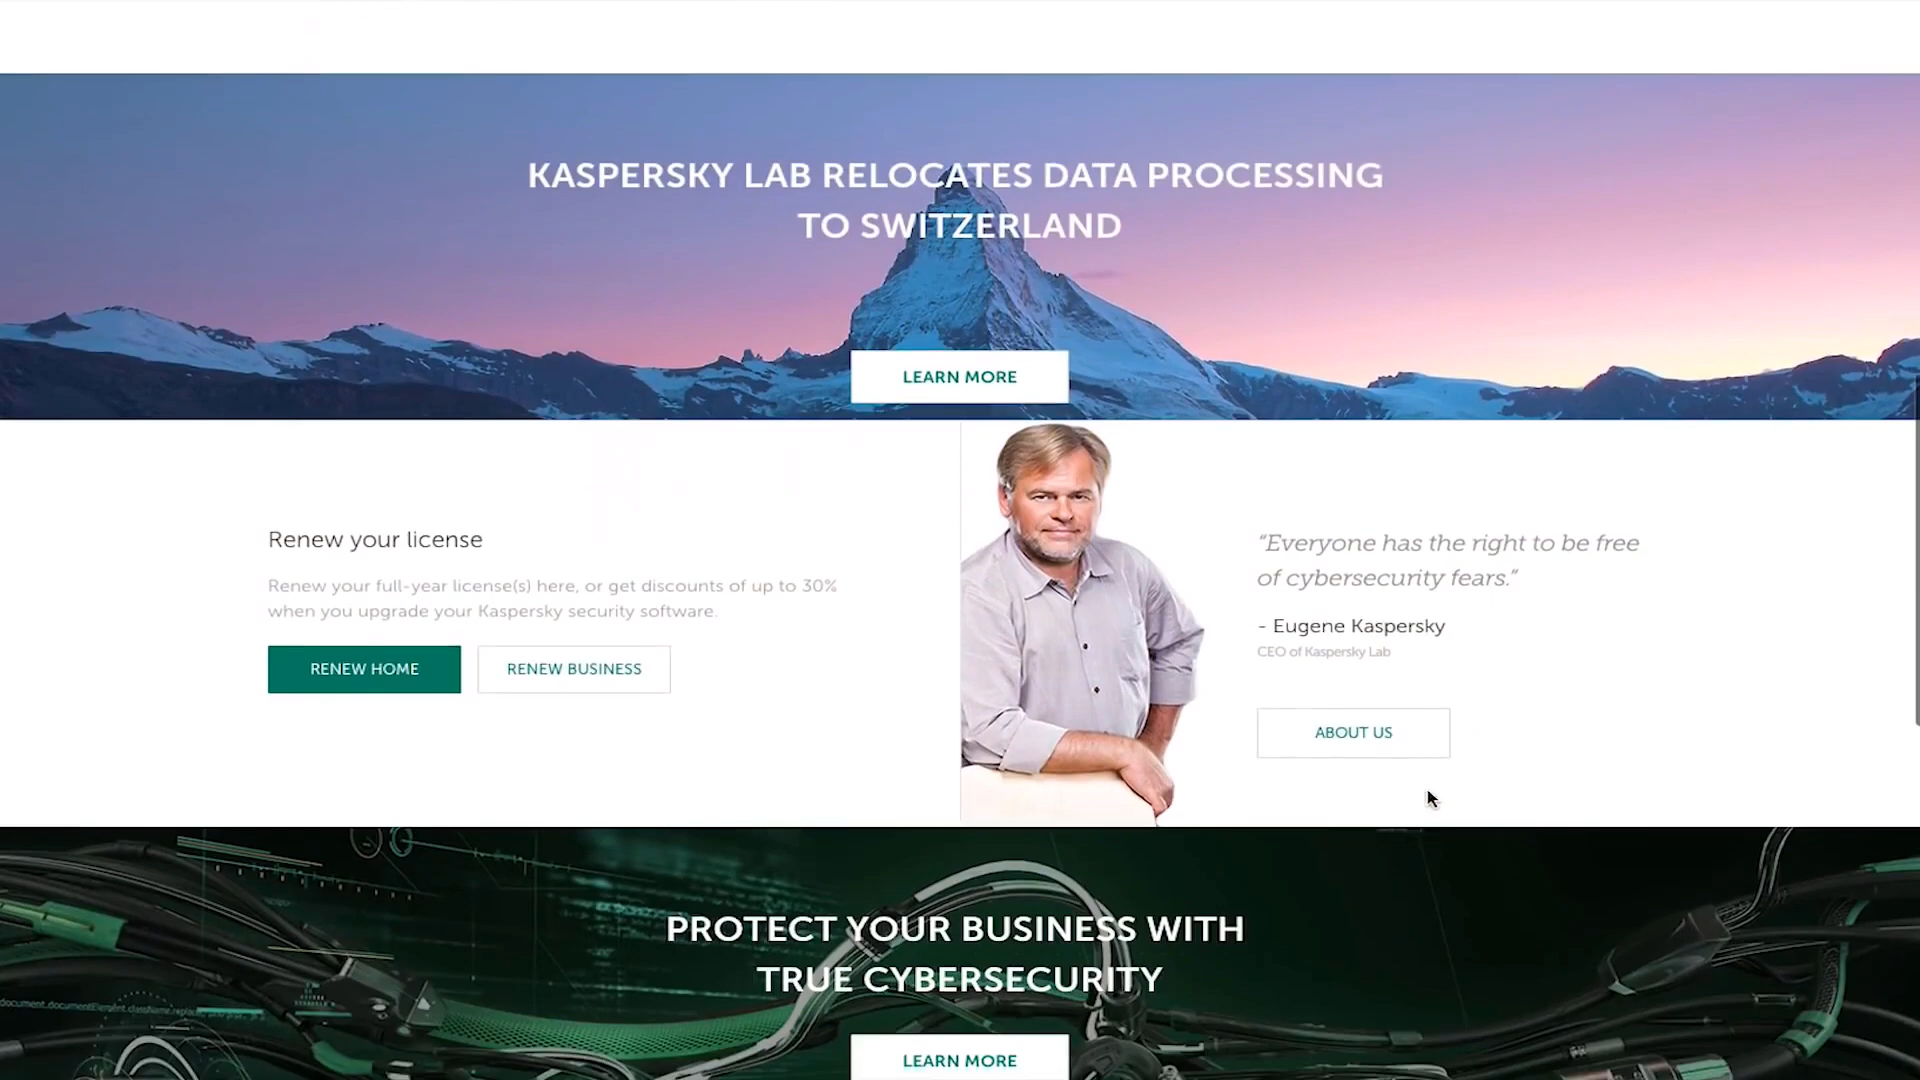 KASPERSKY LAB RELOCATES DATA PROCESSING
TO SWITZERLAND
LEARN MORE
Renew your license
Renew your full-year license(s) here, or get discounts of up to 30%
when you upgrade your Kaspersky security software.
RENEW HOME
RENEW BUSINESS
“Everyone has the right to be free
of cybersecurity fears.”
- Eugene Kaspersky
CEO of Kaspersky Lab
ABOUT US
PROTECT YOUR BUSINESS WITH
TRUE CYBERSECURITY
LEARN MORE